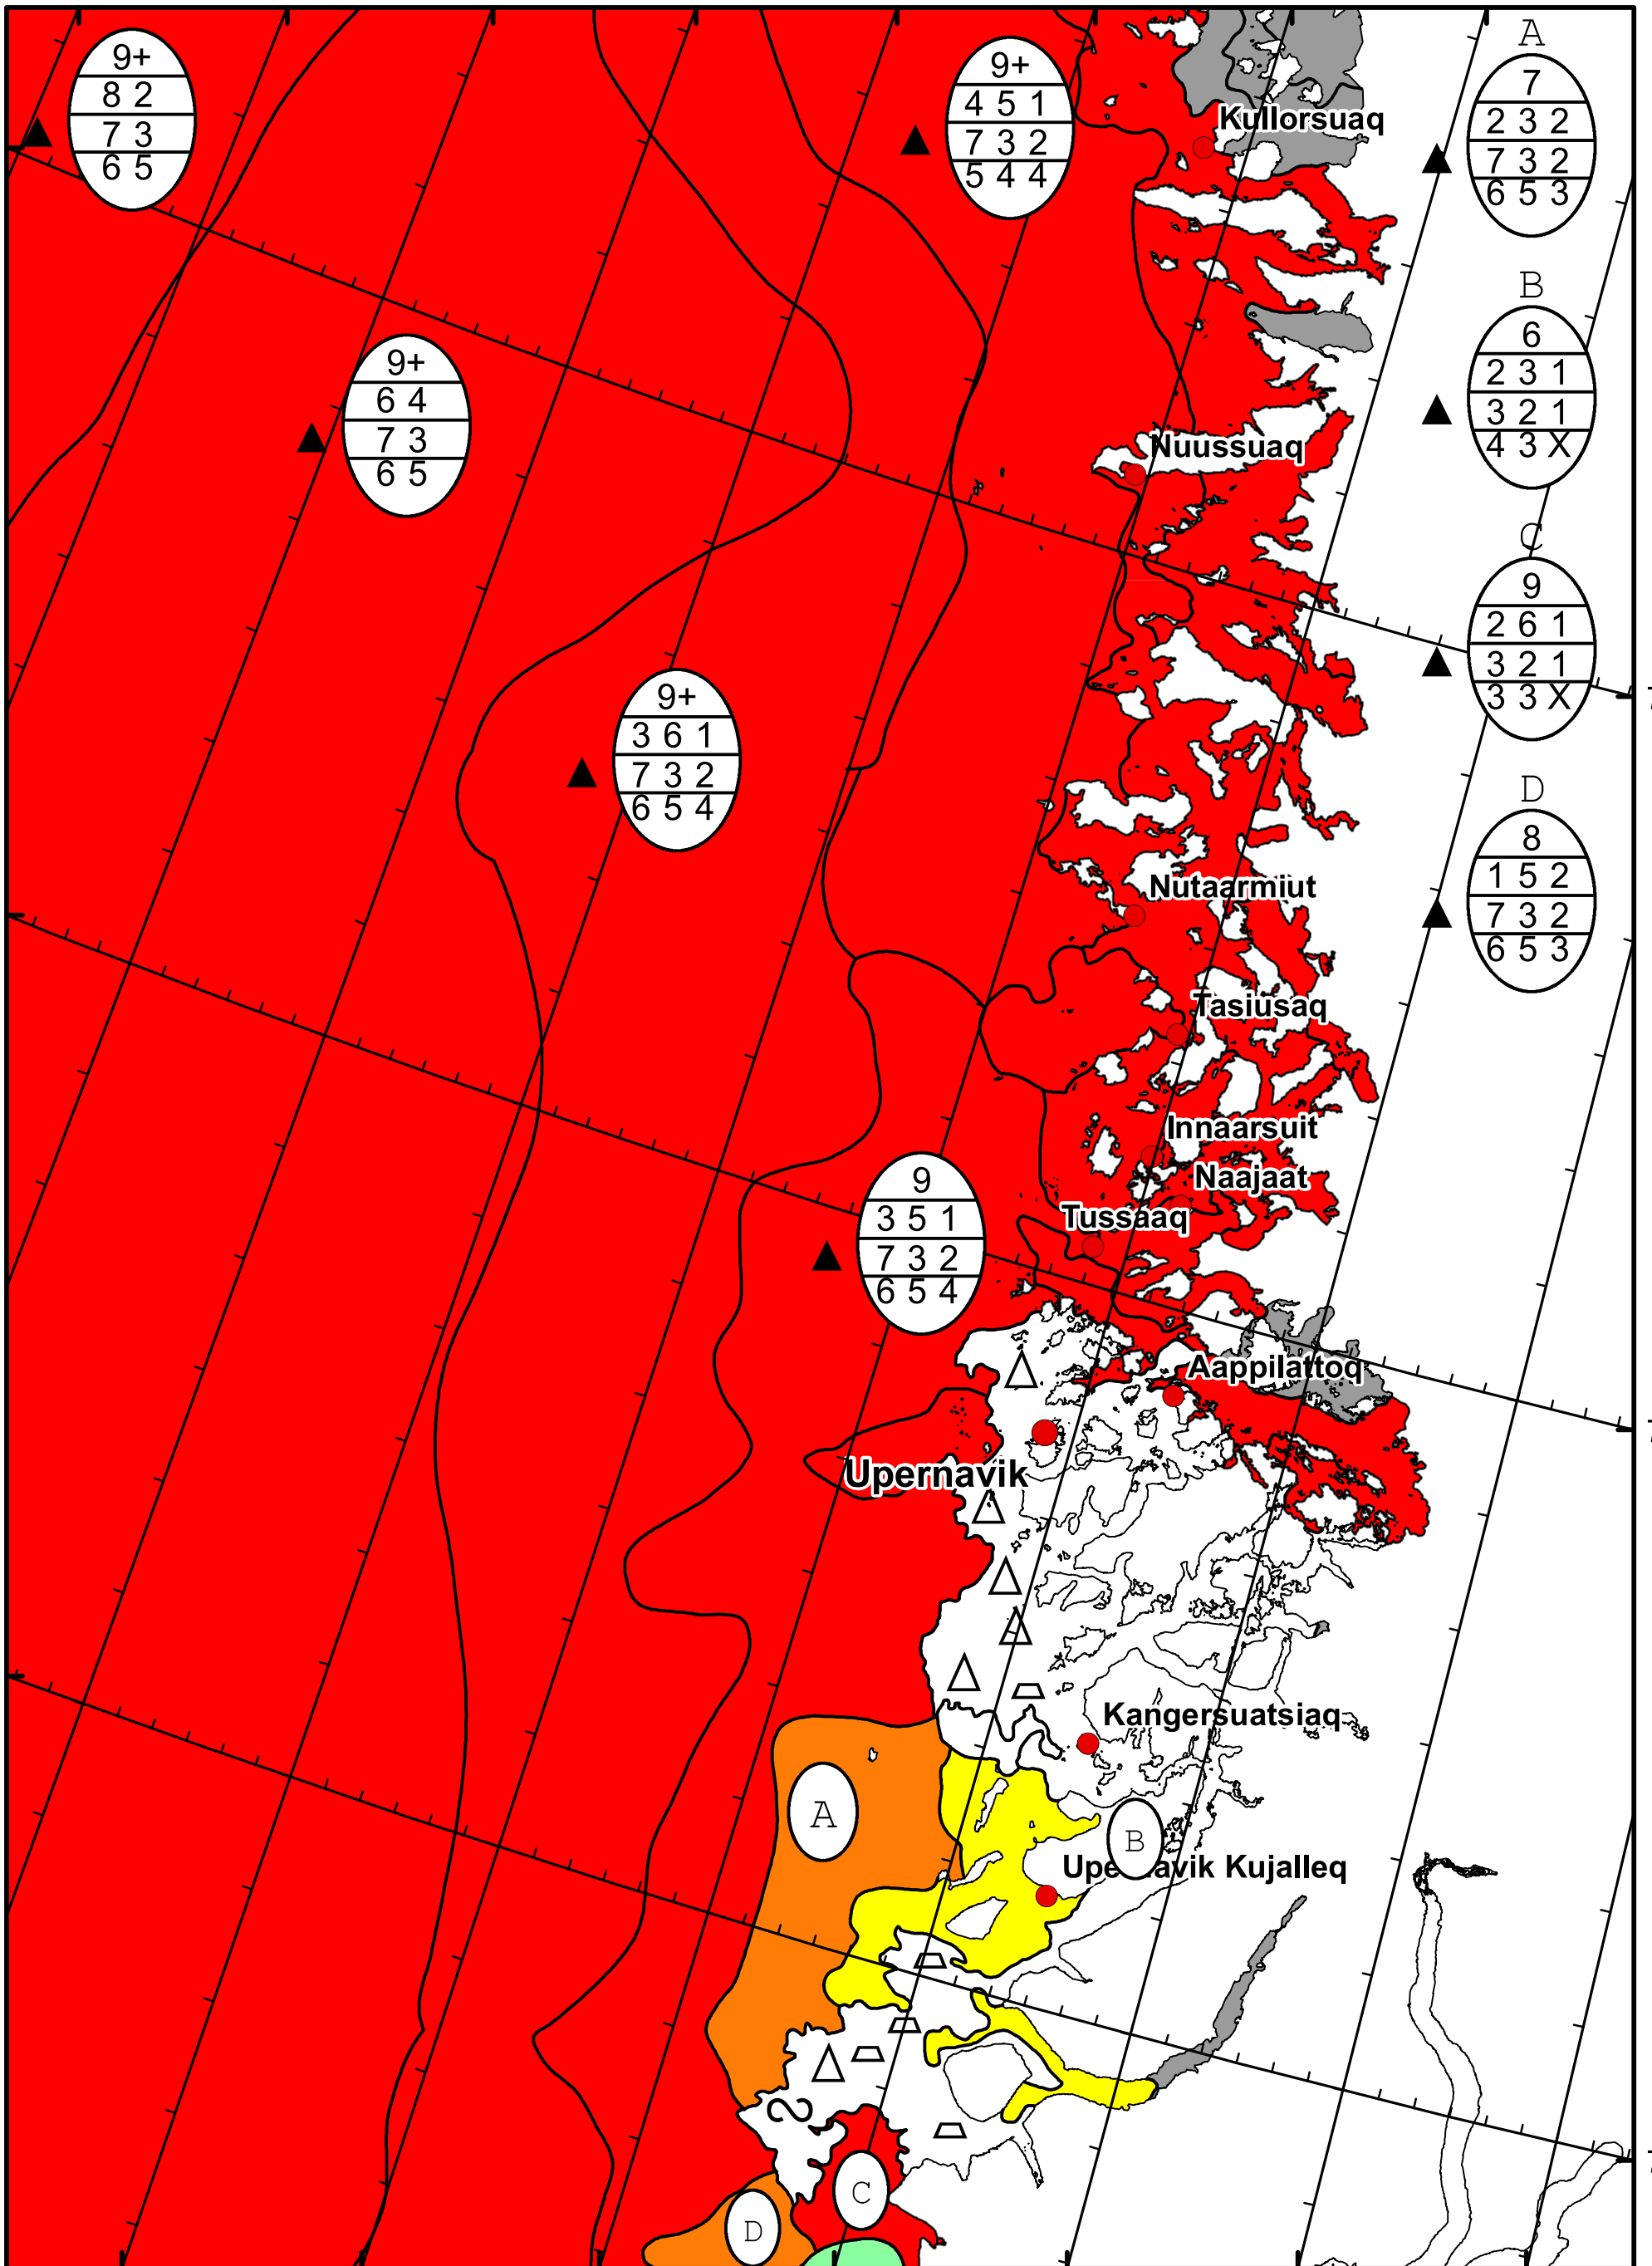 9+
8 2
7 3
6 5
9+
4 5 1
7 3 2
5 4 4
A
7
2 3 2
7 3 2
6 5 3
Kullorsuaq
B
6
2 3 1
3 2 1
4 3 X
9+
6 4
7 3
6 5
Nuussuaq
C
9
2 6 1
3 2 1
3 3 X
9+
3 6 1
7 3 2
6 5 4
D
8
1 5 2
7 3 2
6 5 3
Nutaarmiut
Tasiusaq
Innaarsuit
Naajaat
Tussaaq
9
3 5 1
7 3 2
6 5 4
Aappilattoq
Upernavik
Kangersuatsiaq
A
B
Upe avik Kujalleq
C
D